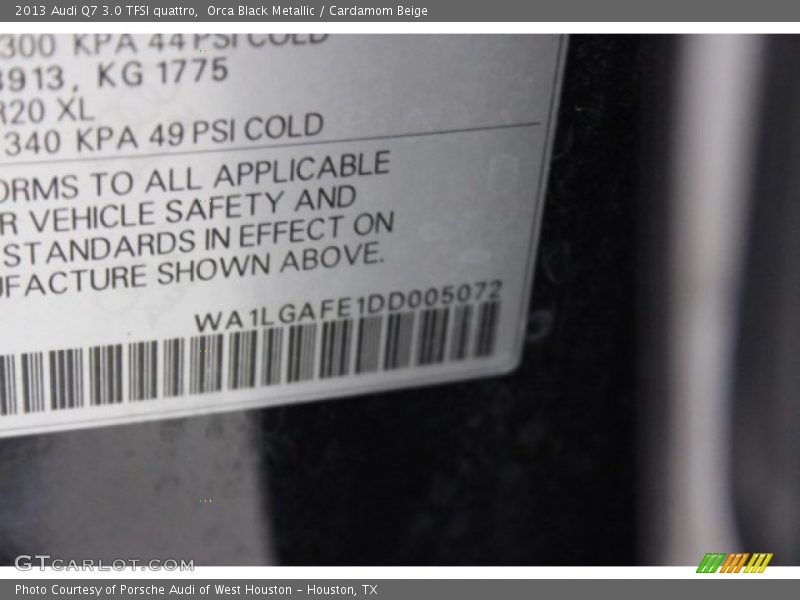 2013 Audi Q7 3.0 TFSI quattro, Orca Black Metallic / Cardamom Beige
300 KPA 44 PSI COLD
3913, KG 1775
R20 XL
340 KPA 49 PSI COLD
ORMS TO ALL APPLICABLE
R VEHICLE SAFETY AND
STANDARDS IN EFFECT ON
UFACTURE SHOWN ABOVE.
WA1LGAFE1DD005072
GTCARLOT.COM
Photo Courtesy of Porsche Audi of West Houston - Houston, TX